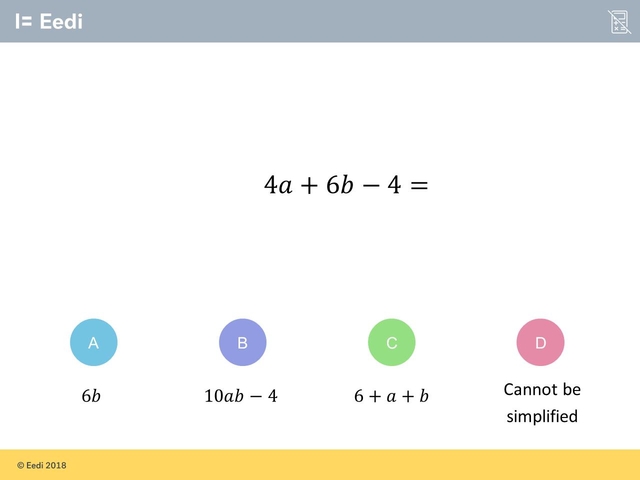 Eedi
4𝑎 + 6𝑏 − 4 =
A
B
C
D
6𝑏
10𝑎𝑏 − 4
6 + 𝑎 + 𝑏
Cannot be
simplified
© Eedi 2018